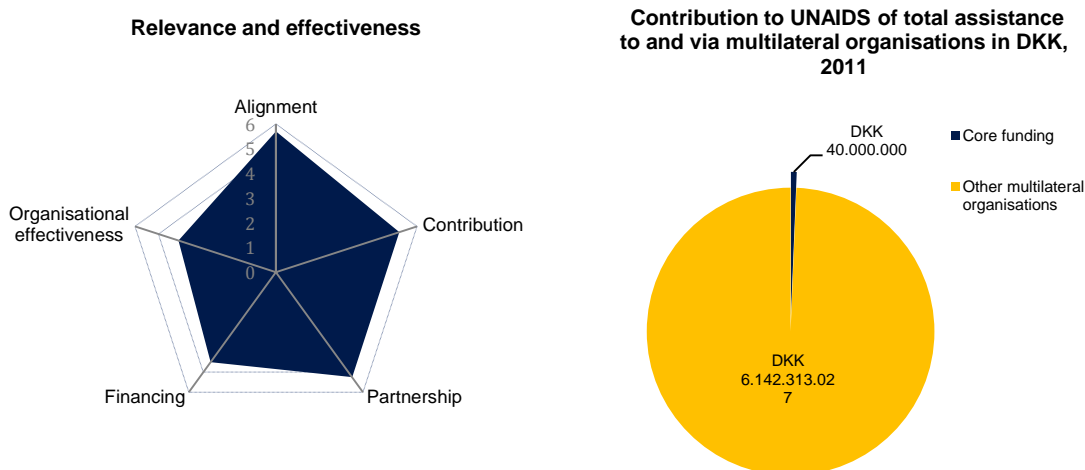 Relevance and effectiveness
Alignment
6
5
4
3
2
1
0
Organisational
effectiveness
Contribution
Financing
Partnership
Contribution to UNAIDS of total assistance
to and via multilateral organisations in DKK,
2011
DKK
40.000.000
Core funding
Other multilateral
organisations
DKK
6.142.313.02
7